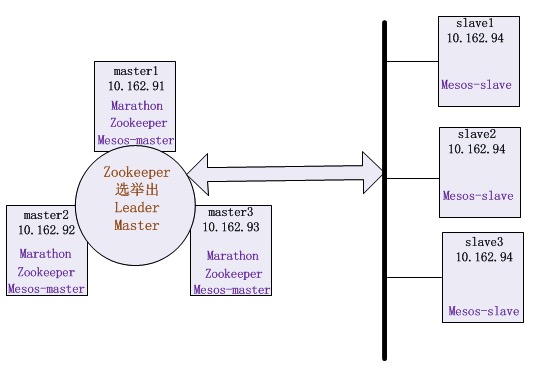 master1
10.162.91
Marathon
Zookeeper
Mesos-master
Zookeeper
选举出
Leader
Master
master2
10.162.92
Marathon
Zookeeper
Mesos-master
master3
10.162.93
Marathon
Zookeeper
Mesos-master
slave1
10.162.94
Mesos-slave
slave2
10.162.94
Mesos-slave
slave3
10.162.94
Mesos-slave